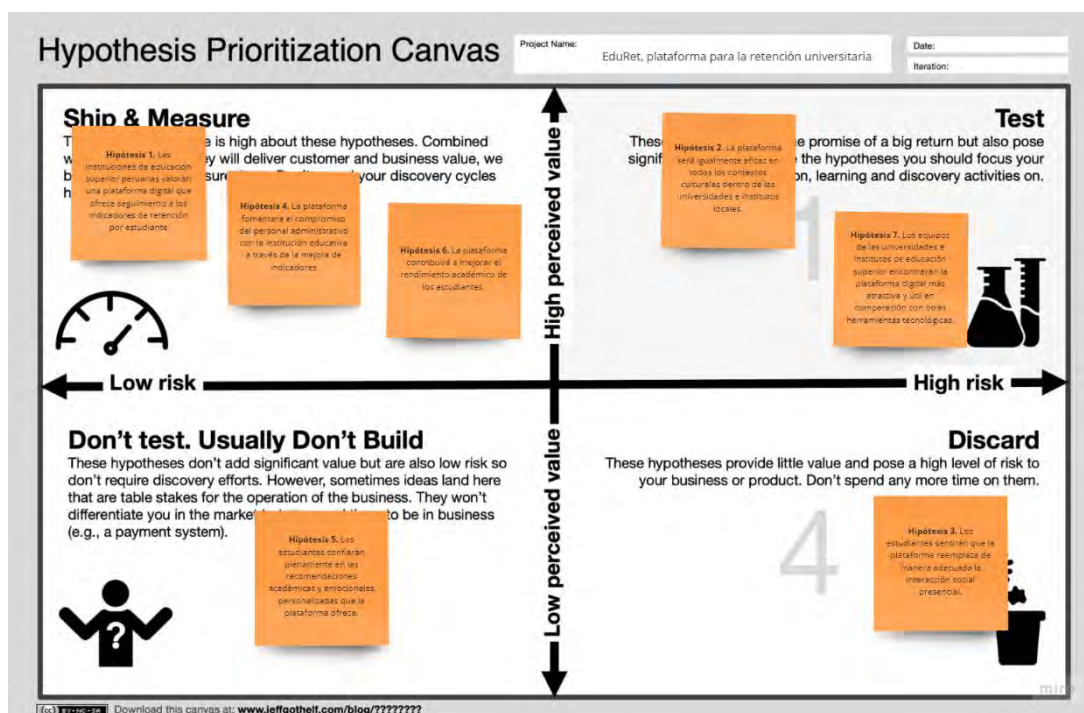 Hypothesis Prioritization Canvas
Project Name:
EduRet, plataforma para la retención universitaria
Date:
Iteration:
Ship & Measure
e is high about these hypotheses. Combined
y will deliver customer and business value, we
your discovery cycles
Hipótesis 1. Las
instituciones de educación
superior peruanas valorán
una plataforma digital que
ofrece seguimiento a los
indicadores de retención
por estudiante
Hipótesis 4. La plataforma
fomentara el compromiso
del personal administrativo
con la institución educativa
a través de la mejora de
indicadores
Hipótesis 6. La plataforma
contribuirá a mejorar el
rendimiento académico de
los estudiantes.
Test
These
e promise of a big return but also pose
the hypotheses you should focus your
on, learning and discovery activities on.
Hipótesis 2. La plataforma
será igualmente eficaz en
todos los contextos
culturales dentro de las
universidades e institutos
locales.
1
Hipótesis 7. Los equipos
de las universidades e
institutos de educación
superior encontrarán la
plataforma digital más
atractiva y útil en
comparación con otras
herramientas tecnológicas.
High perceived value
Low risk
High risk
Low perceived value
Don't test. Usually Don't Build
These hypotheses don't add significant value but are also low risk so
don't require discovery efforts. However, sometimes ideas land here
that are table stakes for the operation of the business. They won't
differentiate you in the market to be in business
(e.g., a payment system).
Hipótesis 5. Los
estudiantes confiarán
plenamente en las
recomendaciones
académicas y emocionales
personalizadas que la
plataforma ofrece.
?
Discard
These hypotheses provide little value and pose a high level of risk to
your business or product. Don't spend any more time on them.
4
Hipótesis 3. Los
estudiantes sentirán que la
plataforma reemplaza de
manera adecuada la
interacción social
presencial.
miro
(cc) BY-NC-SA Download this canvas at: www.jeffgothelf.com/blog/????????